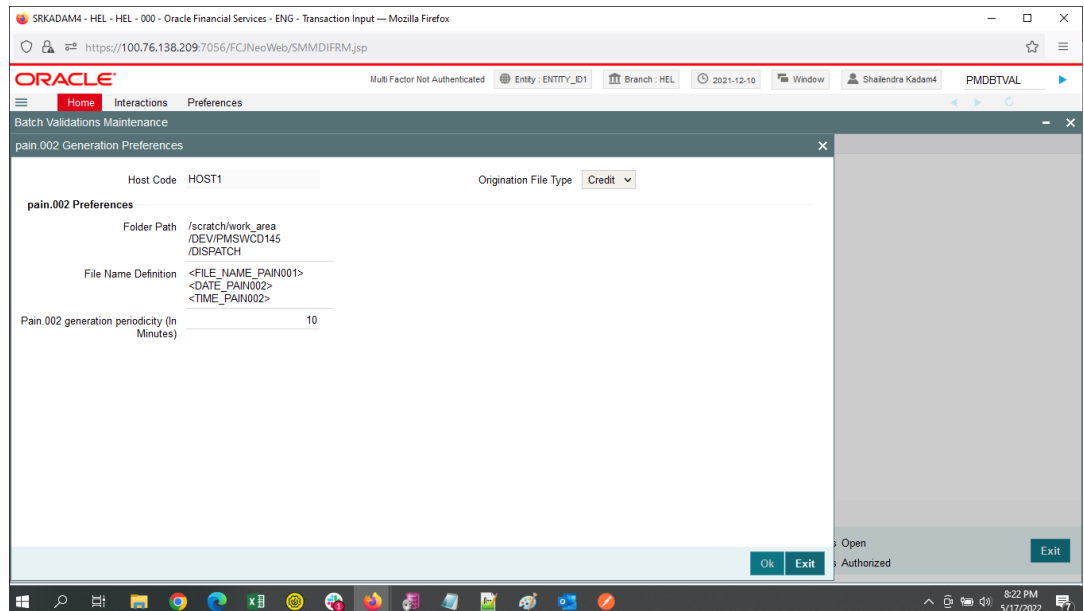 SRKADAM4 - HEL - HEL - 000 - Oracle Financial Services - ENG - Transaction Input — Mozilla Firefox
https://100.76.138.209:7056/FCJNeoWeb/SMMDIFRM.jsp
ORACLE Multi Factor Not Authenticated Entity : ENTITY_ID1 Branch : HEL 2021-12-10 Window Shailendra Kadam4 PMDBTVAL
Home Interactions Preferences
Batch Validations Maintenance
pain.002 Generation Preferences
Host Code HOST1 Origination File Type Credit
pain.002 Preferences
Folder Path /scratch/work_area
/DEV/PMSWCD145
/DISPATCH
File Name Definition <FILE_NAME_PAIN001>
<DATE_PAIN002>
<TIME_PAIN002>
Pain.002 generation periodicity (In 10
Minutes)
Open
Exit
Authorized
Ok Exit
8:22 PM
5/17/2022